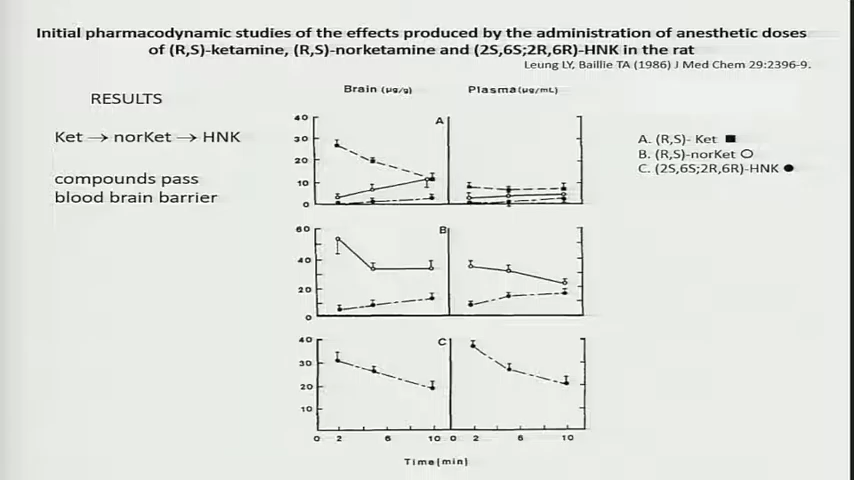 Initial pharmacodynamic studies of the effects produced by the administration of anesthetic doses
of (R,S)-ketamine, (R,S)-norketamine and (2S,6S;2R,6R)-HNK in the rat
Leung LY, Baillie TA (1986) J Med Chem 29:2396-9.
RESULTS
Ket → norKet → HNK
compounds pass
blood brain barrier
Brain (µg/g) Plasma (µg/mL)
A
40
30
20
10
0
B
60
40
20
0
C
40
30
20
10
0 2 6 10 0 2 6 10
Time (min)
A. (R,S)- Ket ■
B. (R,S)-norKet ○
C. (2S,6S;2R,6R)-HNK ●